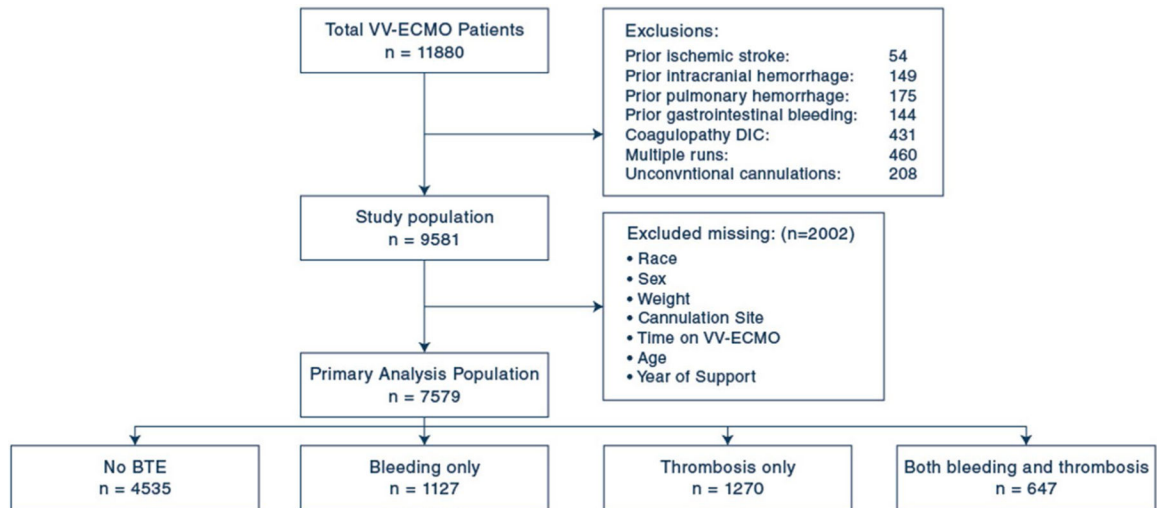 Total VV-ECMO Patients
n = 11880
Exclusions:
Prior ischemic stroke: 54
Prior intracranial hemorrhage: 149
Prior pulmonary hemorrhage: 175
Prior gastrointestinal bleeding: 144
Coagulopathy DIC: 431
Multiple runs: 460
Unconvntional cannulations: 208
Study population
n = 9581
Excluded missing: (n=2002)
• Race
• Sex
• Weight
• Cannulation Site
• Time on VV-ECMO
• Age
• Year of Support
Primary Analysis Population
n = 7579
No BTE
n = 4535
Bleeding only
n = 1127
Thrombosis only
n = 1270
Both bleeding and thrombosis
n = 647